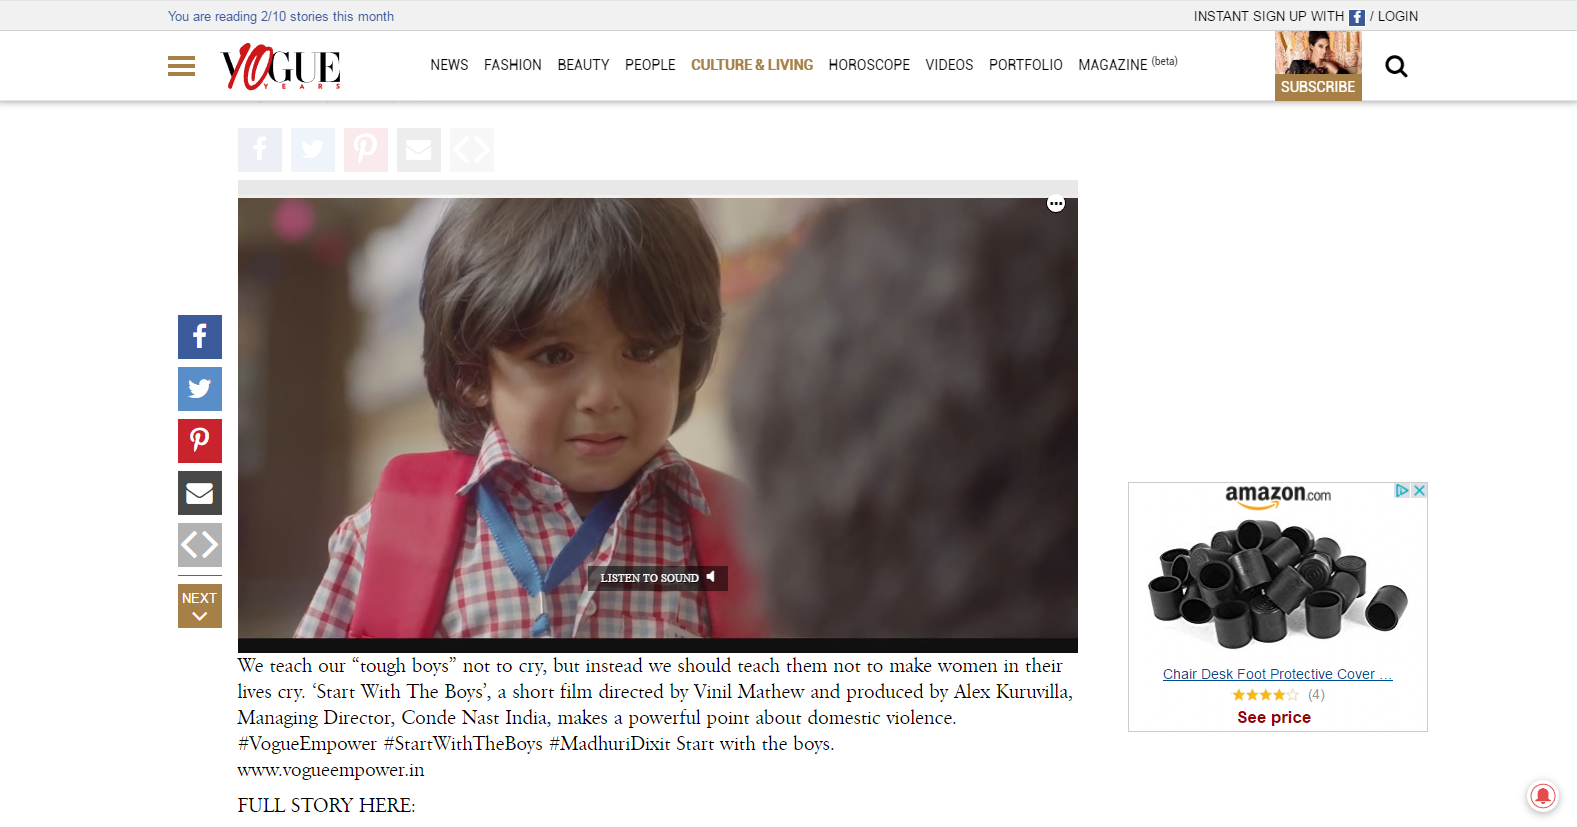 You are reading 2/10 stories this month
INSTANT SIGN UP WITH f / LOGIN
VOGUE
10
YEARS
NEWS FASHION BEAUTY PEOPLE CULTURE & LIVING HOROSCOPE VIDEOS PORTFOLIO MAGAZINE (beta)
SUBSCRIBE
LISTEN TO SOUND
NEXT
We teach our “tough boys” not to cry, but instead we should teach them not to make women in their
lives cry. ‘Start With The Boys’, a short film directed by Vinil Mathew and produced by Alex Kuruvilla,
Managing Director, Conde Nast India, makes a powerful point about domestic violence.
#VogueEmpower #StartWithTheBoys #MadhuriDixit Start with the boys.
www.vogueempower.in
FULL STORY HERE:
amazon.com
Chair Desk Foot Protective Cover ...
(4)
See price